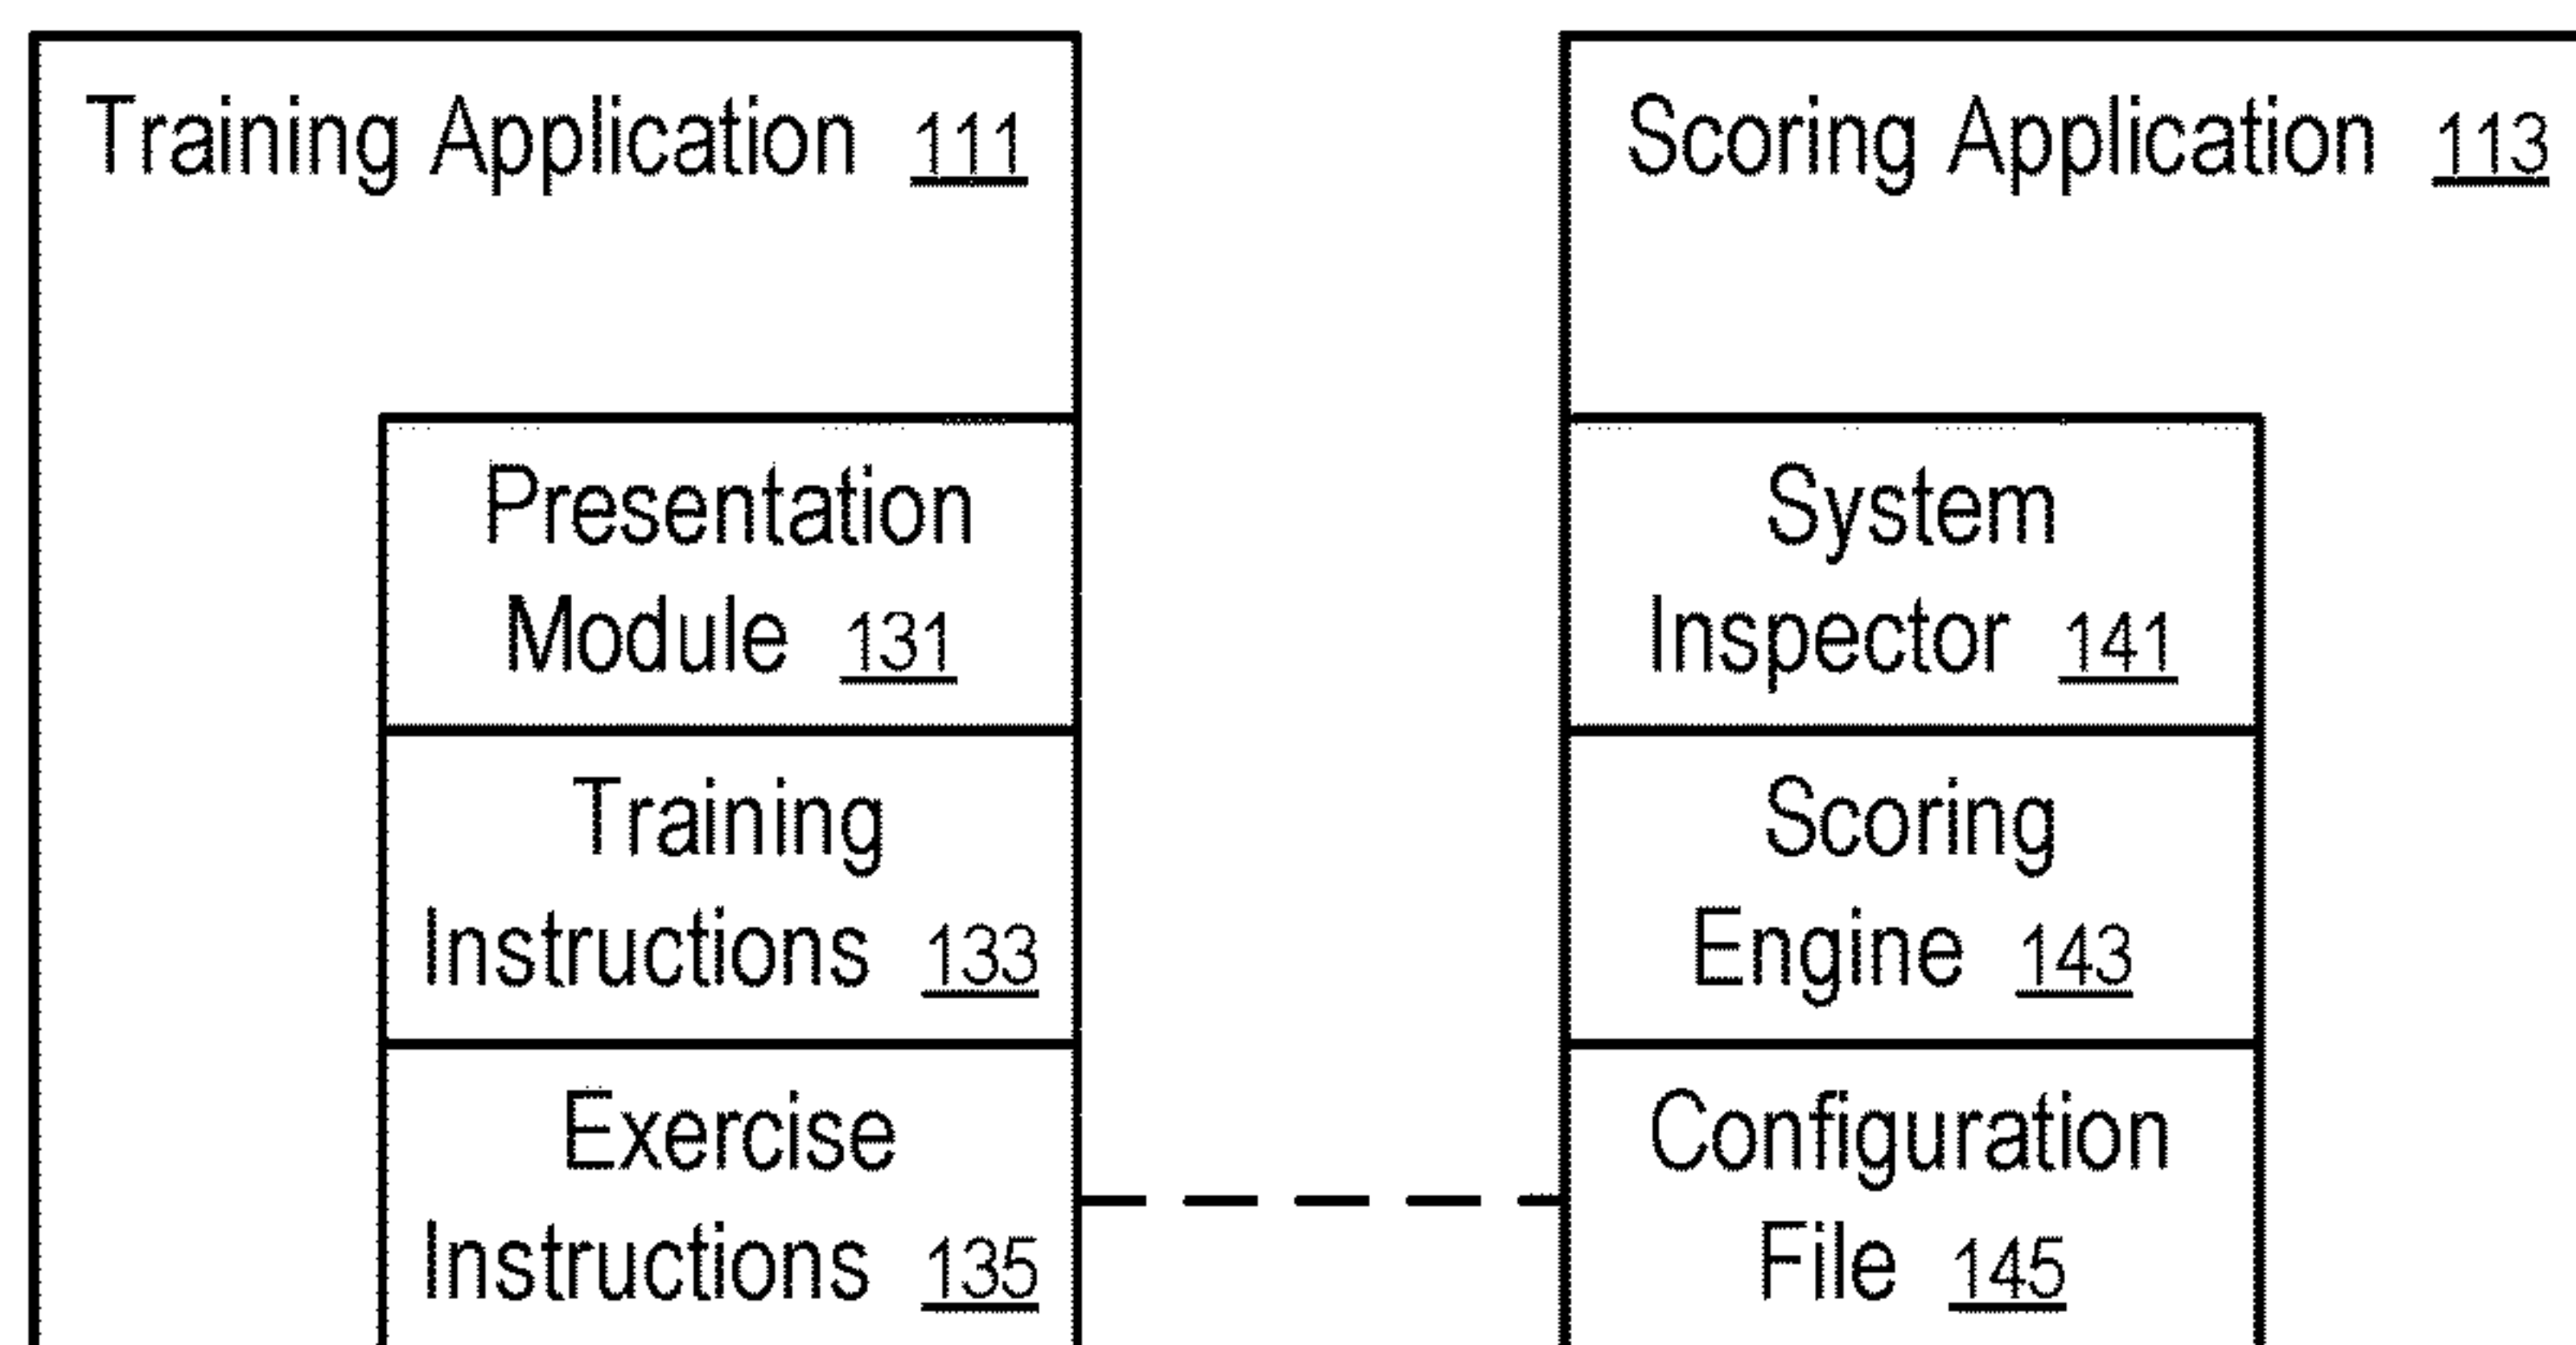 Training Application 111
Presentation
Module 131
Training
Instructions 133
Exercise
Instructions 135
Scoring Application 113
System
Inspector 141
Scoring
Engine 143
Configuration
File 145